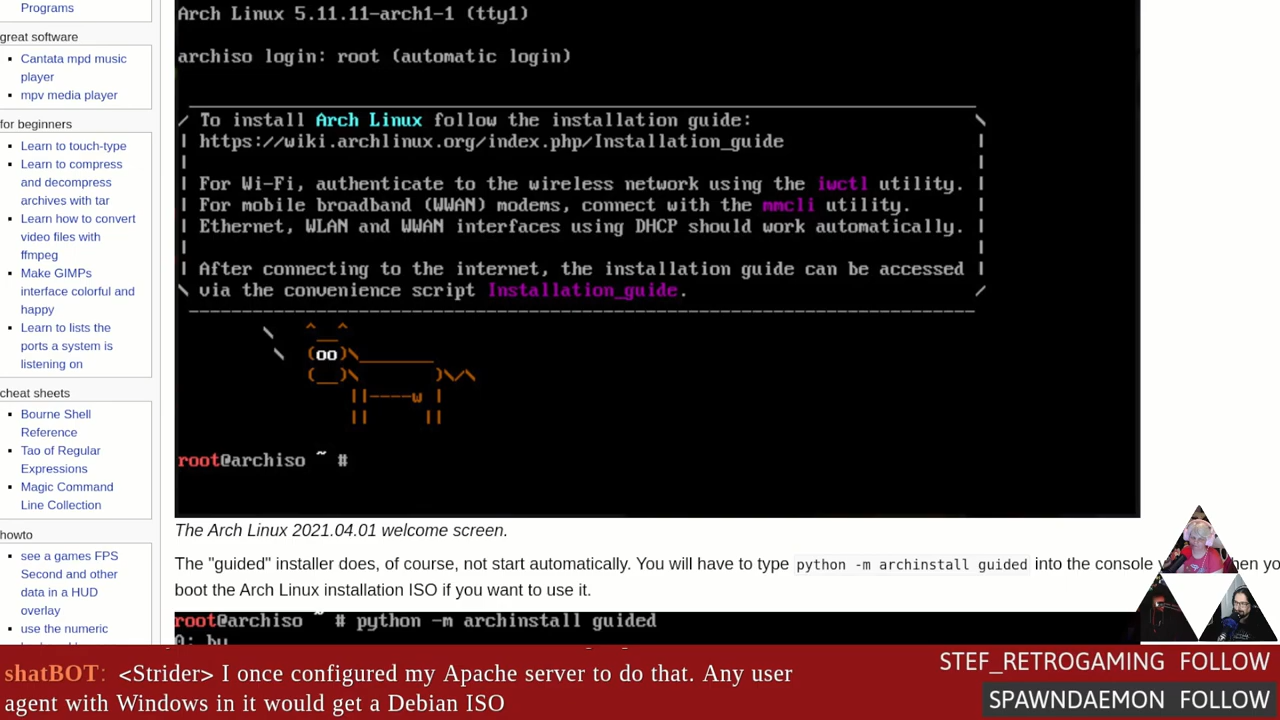 Programs
great software
Cantata mpd music
player
mpv media player
for beginners
Learn to touch-type
Learn to compress
and decompress
archives with tar
Learn how to convert
video files with
ffmpeg
Make GIMPs
interface colorful and
happy
Learn to lists the
ports a system is
listening on
cheat sheets
Bourne Shell
Reference
Tao of Regular
Expressions
Magic Command
Line Collection
howto
see a games FPS
Second and other
data in a HUD
overlay
use the numeric
Arch Linux 5.11.11-arch1-1 (tty1)
archiso login: root (automatic login)
To install Arch Linux follow the installation guide:
https://wiki.archlinux.org/index.php/Installation_guide
For Wi-Fi, authenticate to the wireless network using the iwctl utility.
For mobile broadband (WWAN) modems, connect with the mmcli utility.
Ethernet, WLAN and WWAN interfaces using DHCP should work automatically.
After connecting to the internet, the installation guide can be accessed
via the convenience script Installation_guide.
root@archiso ~ #
The Arch Linux 2021.04.01 welcome screen.
The "guided" installer does, of course, not start automatically. You will have to type python -m archinstall guided into the console
boot the Arch Linux installation ISO if you want to use it.
root@archiso ~ # python -m archinstall guided
shatBOT: <Strider> I once configured my Apache server to do that. Any user
agent with Windows in it would get a Debian ISO
STEF_RETROGAMING FOLLOW
SPAWNDAEMON FOLLOW